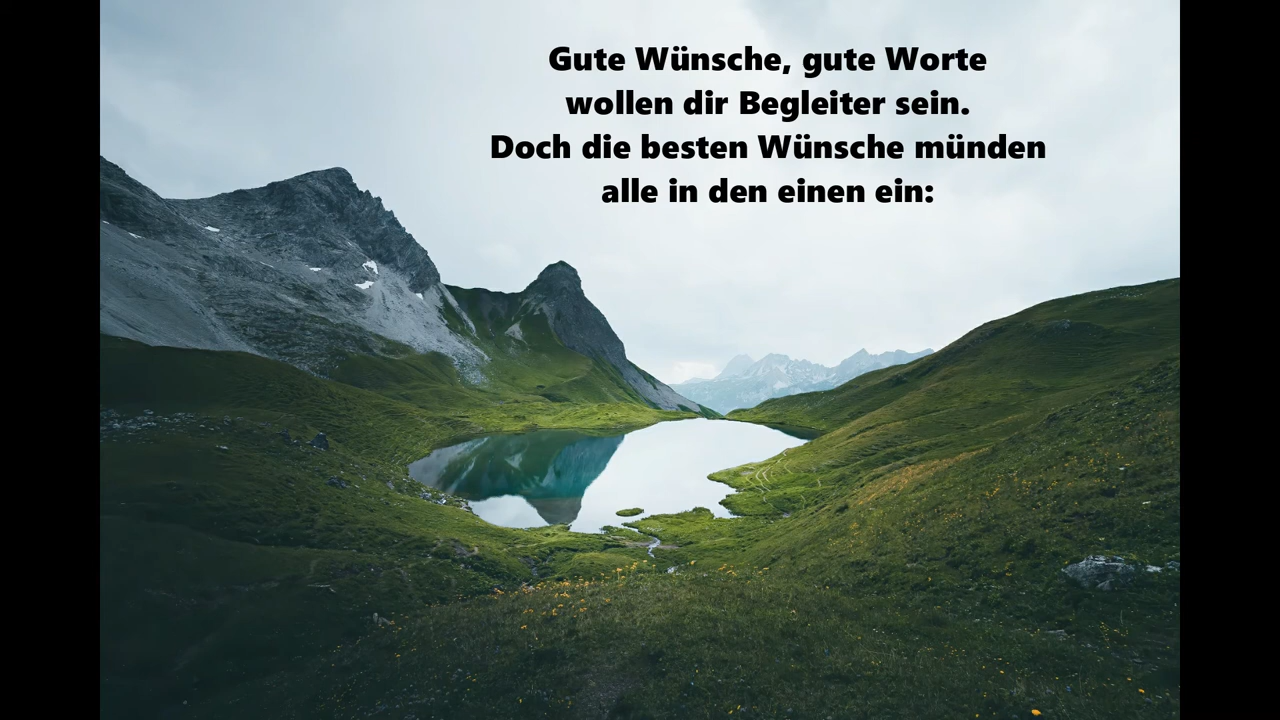 Gute Wünsche, gute Worte
wollen dir Begleiter sein.
Doch die besten Wünsche münden
alle in den einen ein: